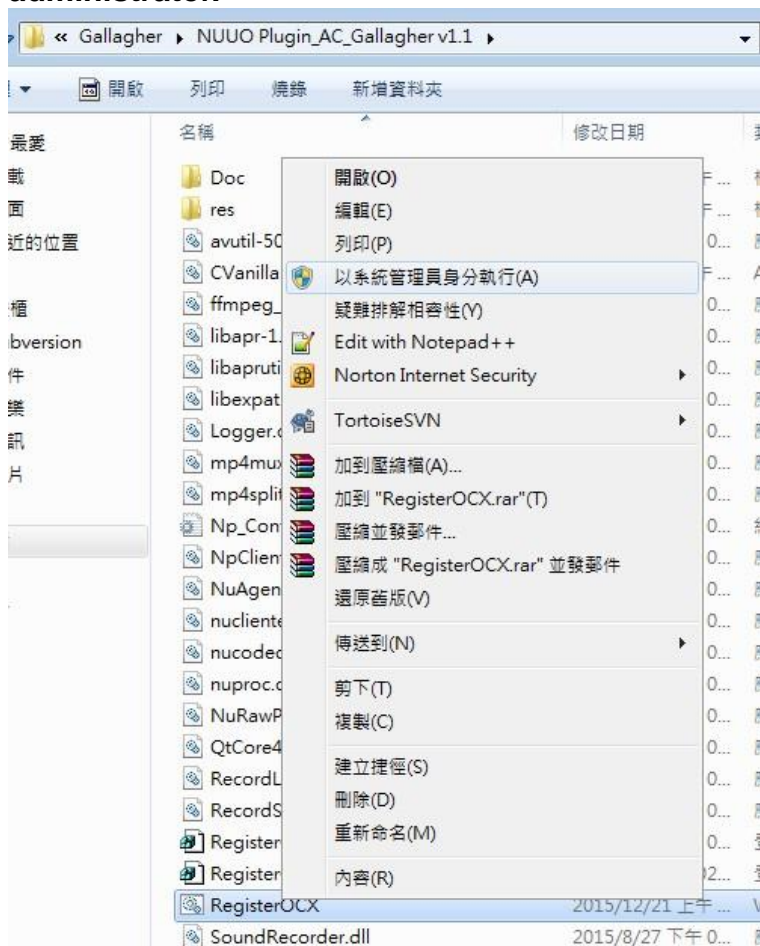 « Gallagher ▸ NUUO Plugin_AC_Gallagher v1.1 ▸
開啟 列印 燒錄 新增資料夾
名稱 修改日期
最愛
載
面
近的位置
櫃
bversion
件
樂
訊
片
Doc
res
avutil-50
CVanilla
ffmpeg_
libapr-1.
libapruti
libexpat
Logger.
mp4mu
mp4split
Np_Con
NpClien
NuAgen
nucliente
nucodec
nuproc.
NuRawP
QtCore4
RecordL
RecordS
Register
Register
RegisterOCX 2015/12/21 上午 ...
SoundRecorder.dll 2015/8/27 下午 0...
開啟(O)
編輯(E)
列印(P)
以系統管理員身分執行(A)
疑難排解相容性(Y)
Edit with Notepad++
Norton Internet Security
TortoiseSVN
加到壓縮檔(A)...
加到 "RegisterOCX.rar"(T)
壓縮並發郵件...
壓縮成 "RegisterOCX.rar" 並發郵件
還原舊版(V)
傳送到(N)
剪下(T)
複製(C)
建立捷徑(S)
刪除(D)
重新命名(M)
內容(R)